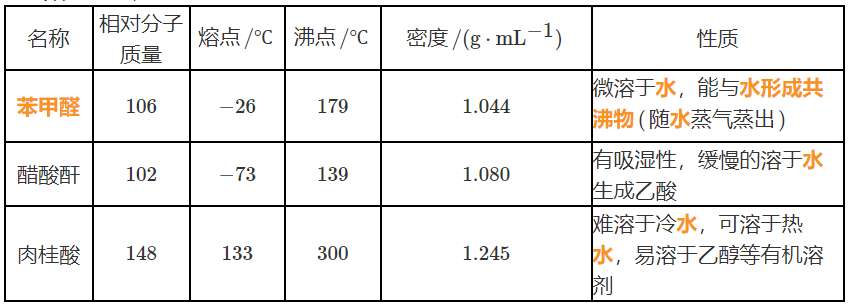 名称 相对分子质量 熔点/℃ 沸点/℃ 密度/(g·mL⁻¹) 性质
苯甲醛 106 −26 179 1.044 微溶于水，能与水形成共
沸物(随水蒸气蒸出)
醋酸酐 102 −73 139 1.080 有吸湿性，缓慢的溶于水
生成乙酸
肉桂酸 148 133 300 1.245 难溶于冷水，可溶于热
水，易溶于乙醇等有机溶
剂